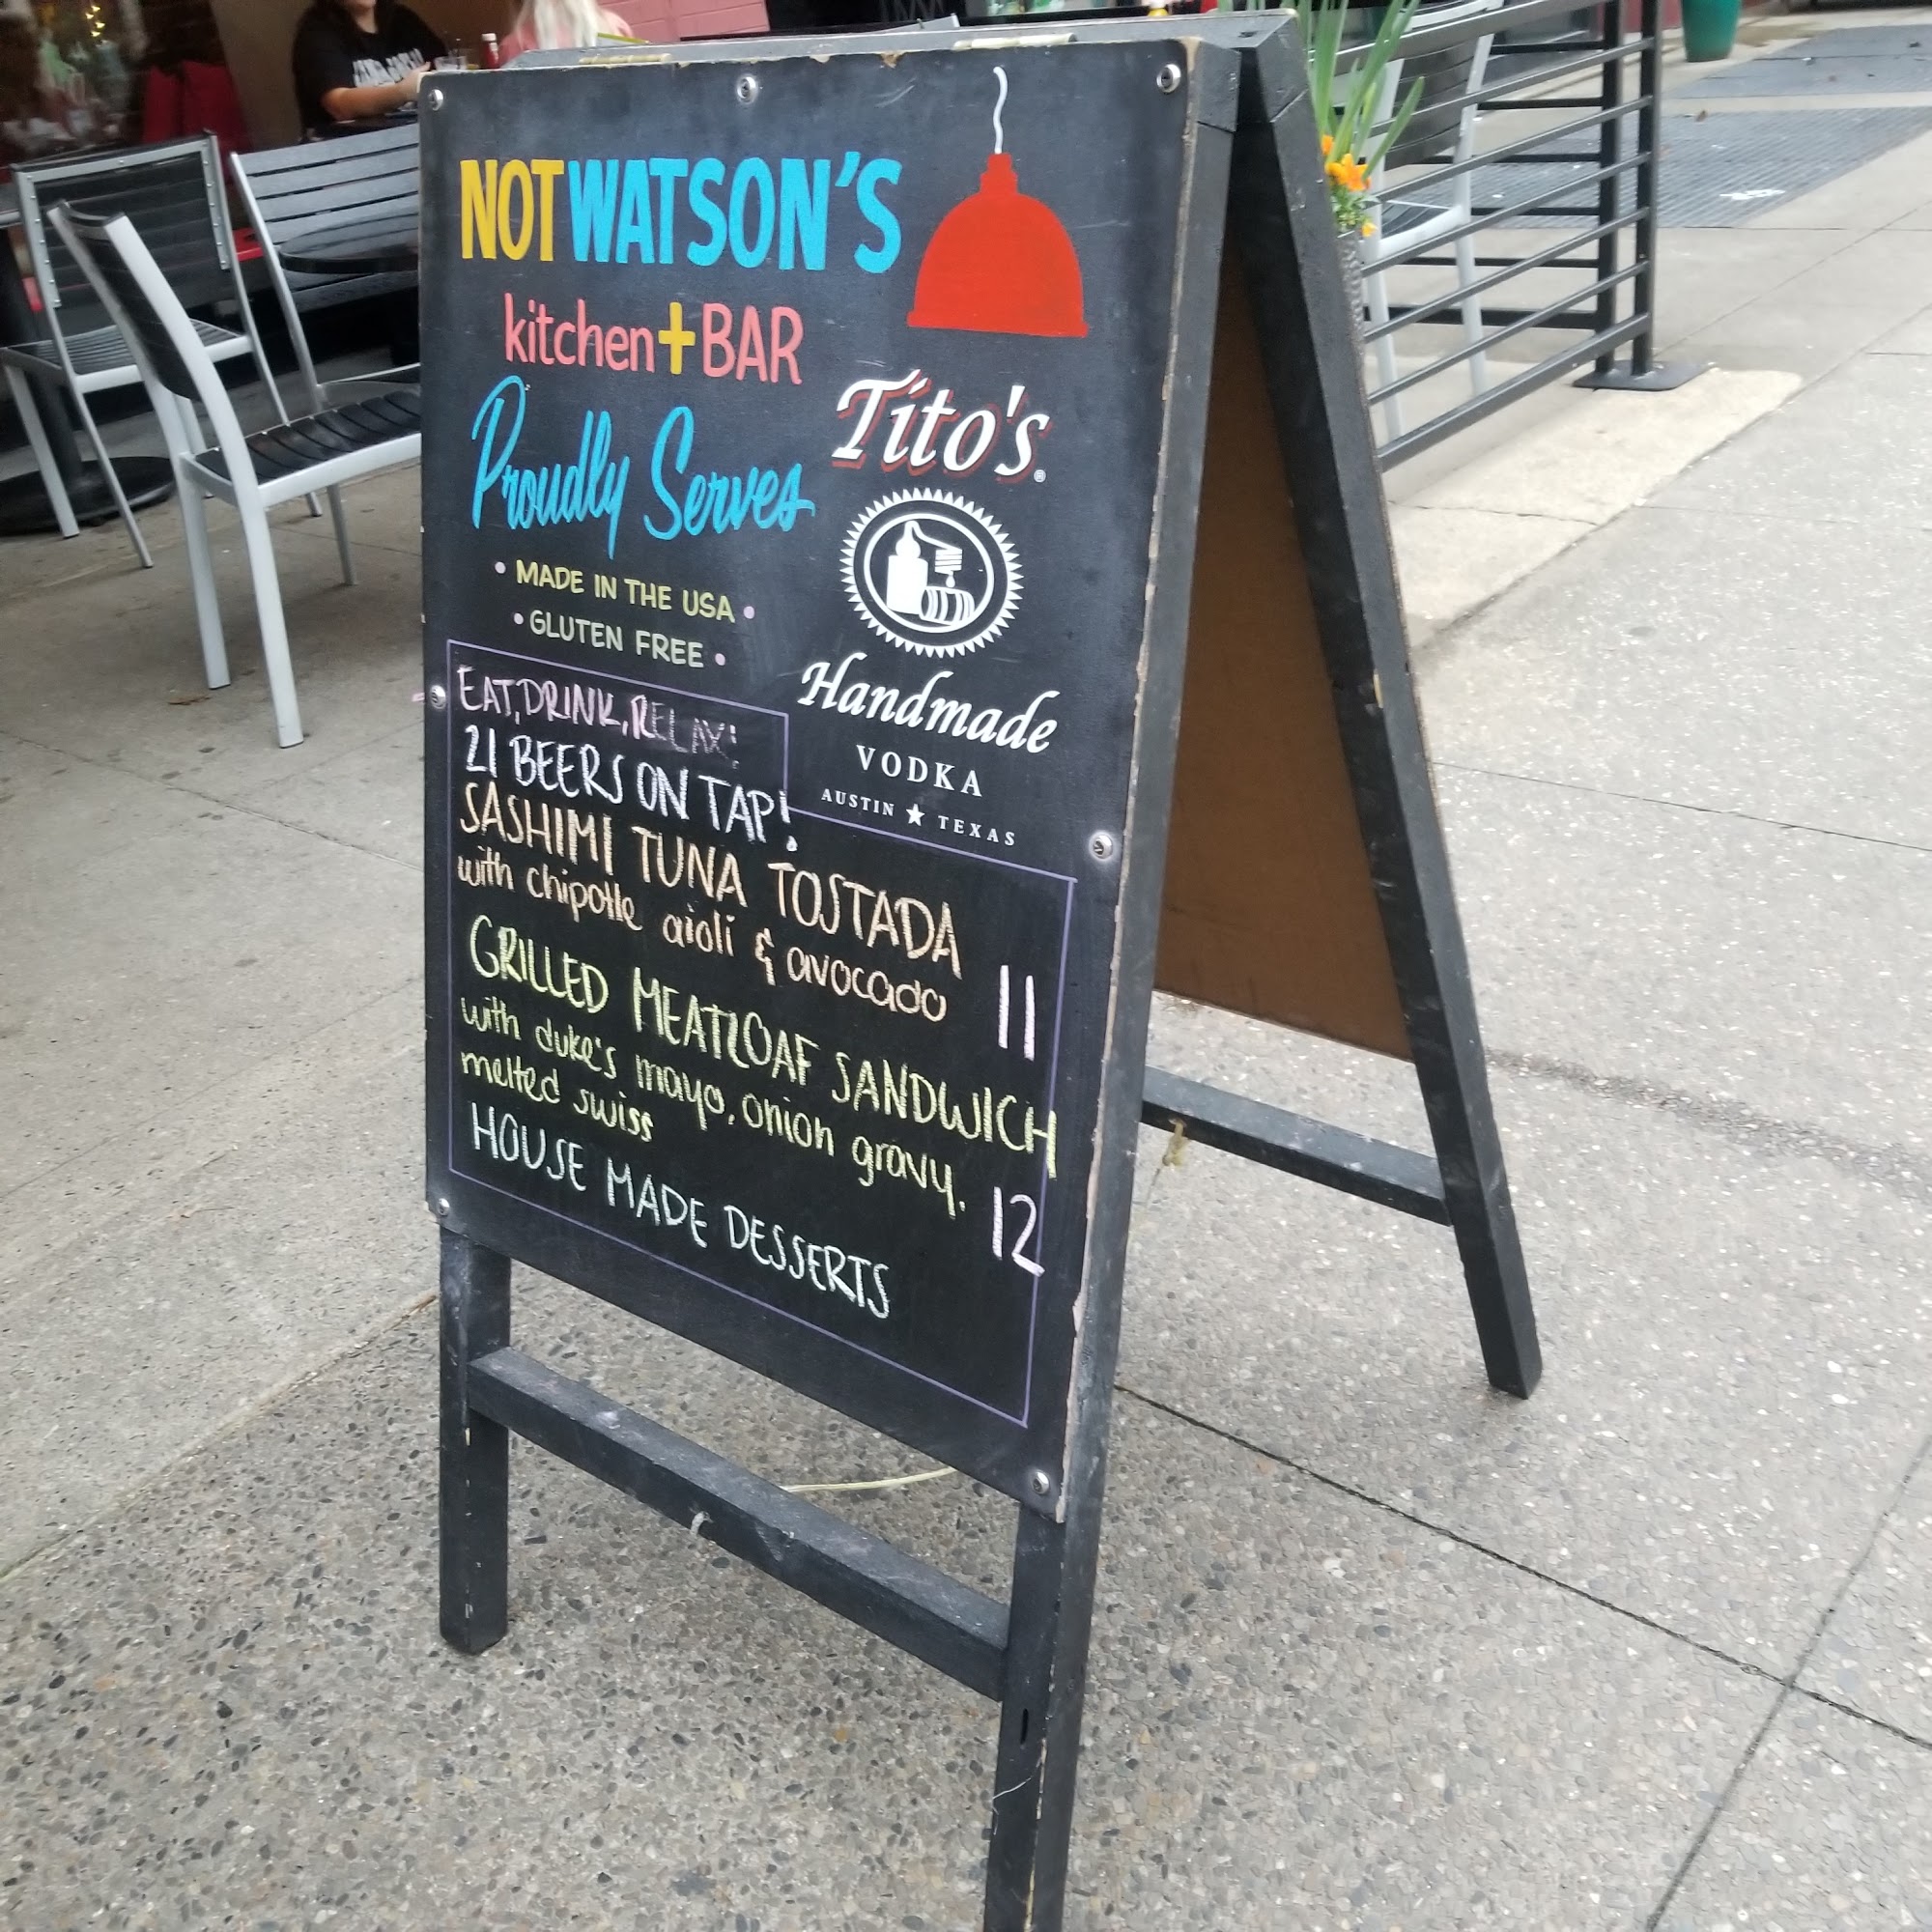 NOTWATSON'S
kitchen+BAR
Proudly Serves
• MADE IN THE USA •
• GLUTEN FREE •
Tito's®
Handmade
VODKA
AUSTIN ★ TEXAS
EAT, DRINK, RELAX!
21 BEERS ON TAP!
SASHIMI TUNA TOSTADA
with chipotle aioli & avocado 11
GRILLED MEATLOAF SANDWICH
with duke's mayo, onion gravy.
melted swiss 12
HOUSE MADE DESSERTS